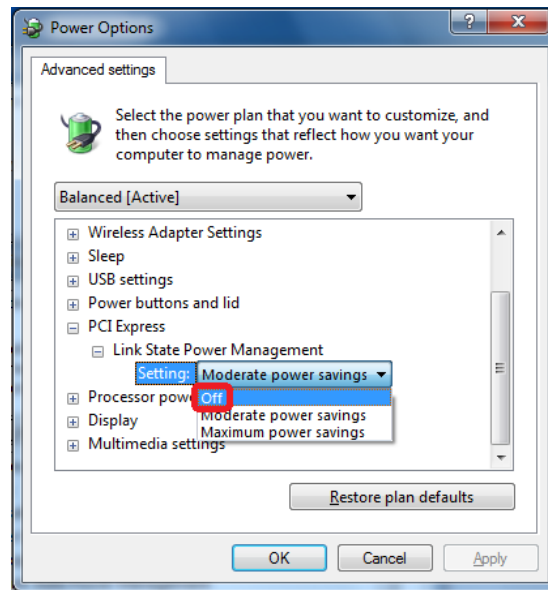 Power Options
Advanced settings
Select the power plan that you want to customize, and
then choose settings that reflect how you want your
computer to manage power.
Balanced [Active]
Wireless Adapter Settings
Sleep
USB settings
Power buttons and lid
PCI Express
Link State Power Management
Setting: Moderate power savings
Processor pow
Off
Display
Moderate power savings
Maximum power savings
Multimedia settings
Restore plan defaults
OK Cancel Apply